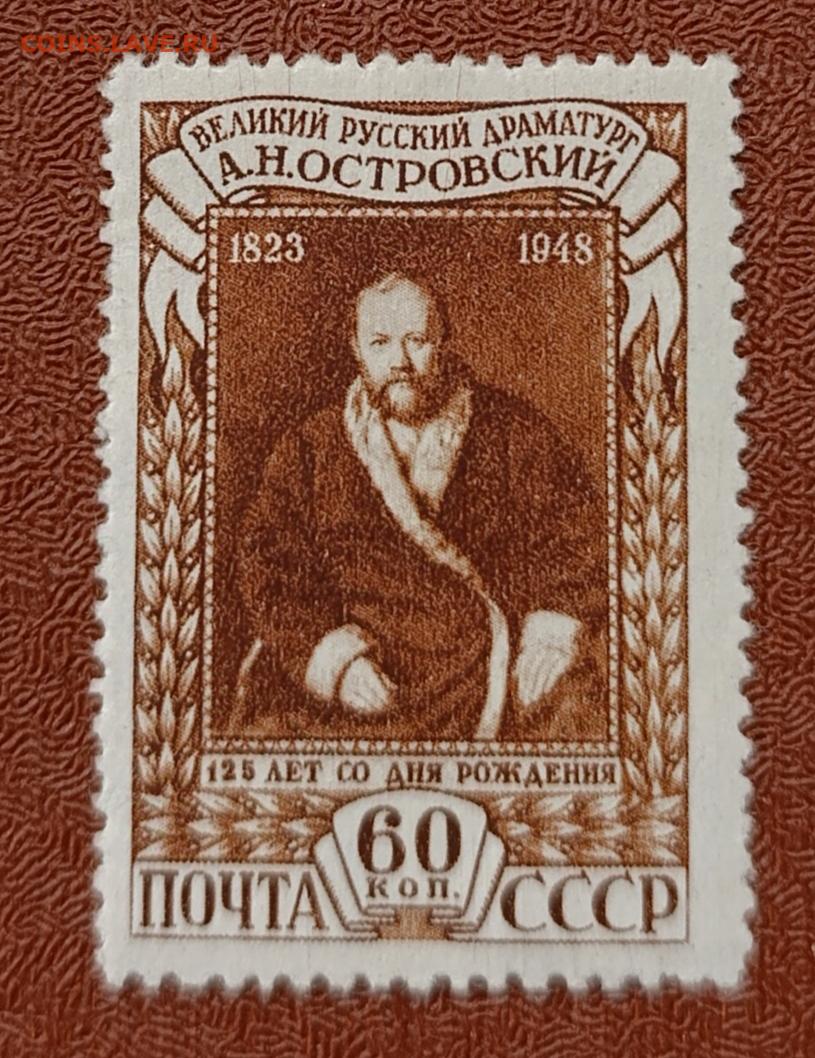 COINS.LAVE.RU
ВЕЛИКИЙ РУССКИЙ ДРАМАТУРГ
А.Н.ОСТРОВСКИЙ
1823 1948
125 ЛЕТ СО ДНЯ РОЖДЕНИЯ
60
КОП.
ПОЧТА СССР